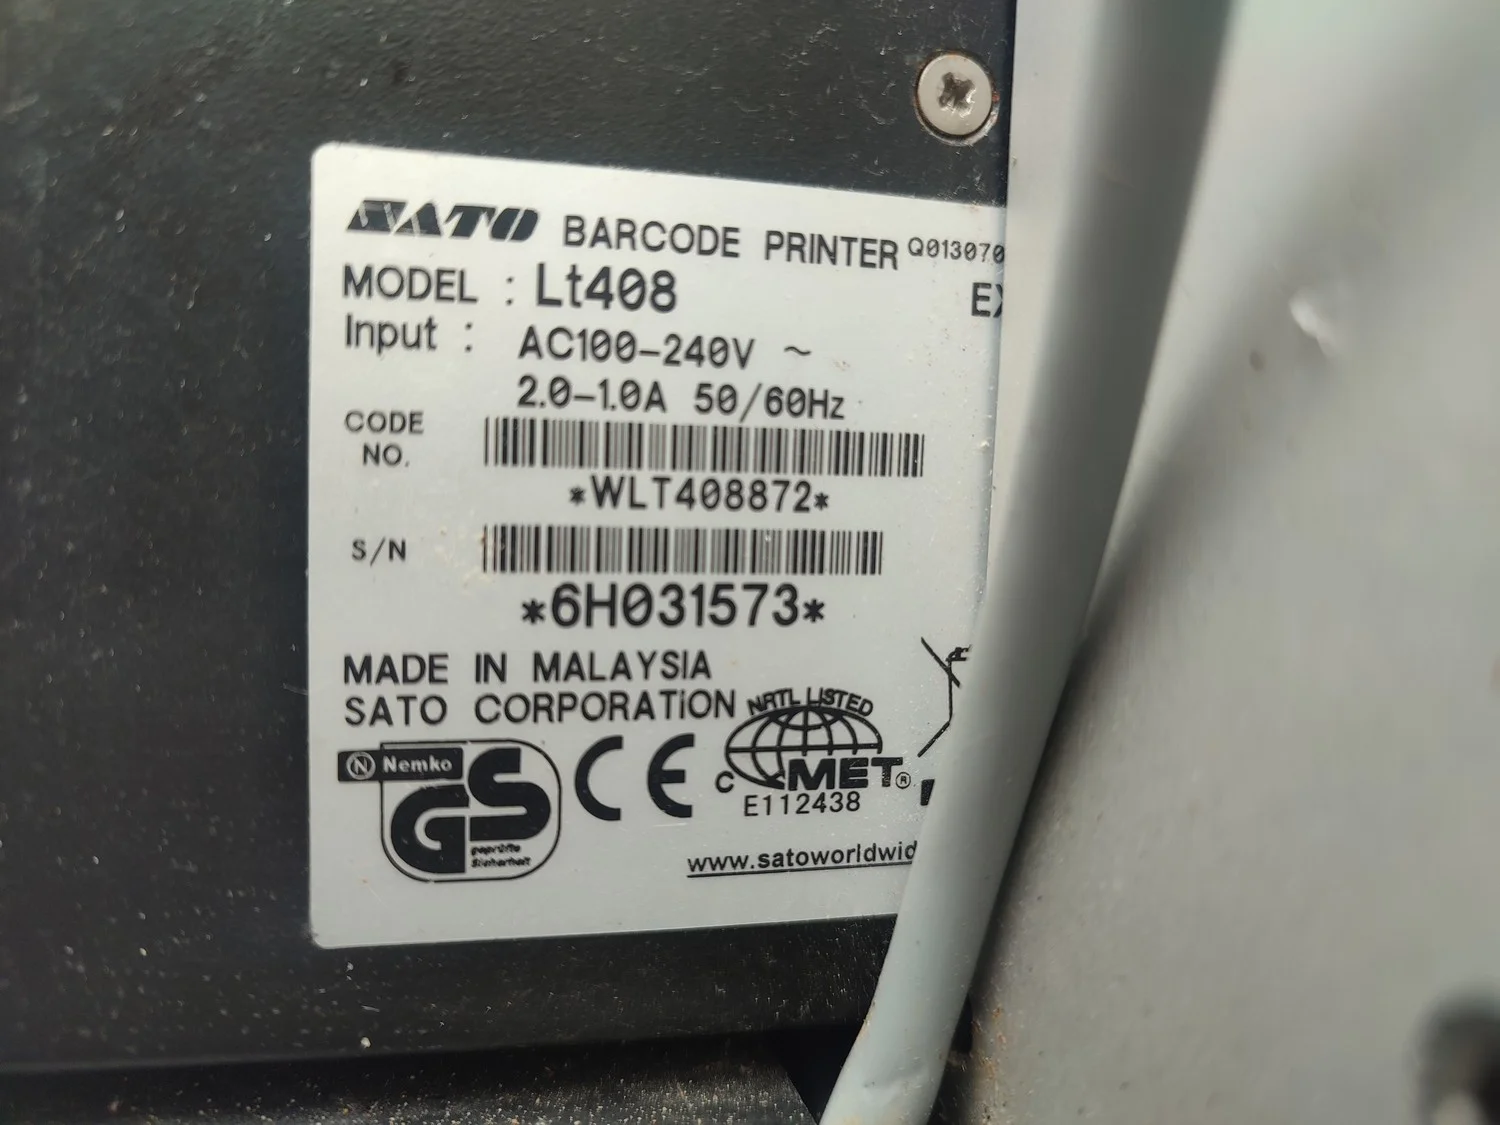 SATO BARCODE PRINTER Q013070
MODEL : Lt408 EX
Input : AC100-240V ~
2.0-1.0A 50/60Hz
CODE NO.
*WLT408872*
S/N
*6H031573*
MADE IN MALAYSIA
SATO CORPORATiON
NRTL LISTED
N Nemko
GS
geprüfte
Sicherheit
CE
C MET®
E112438
www.satoworldwid